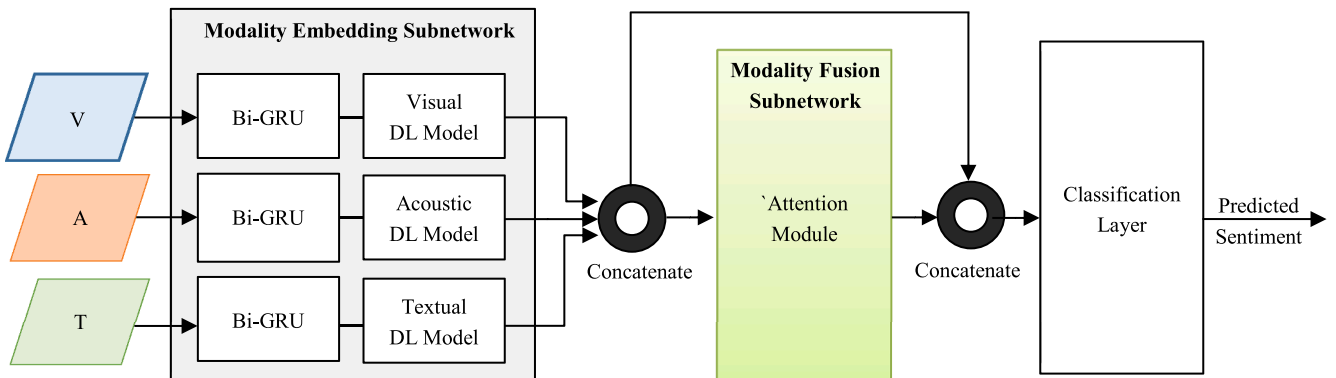 Modality Embedding Subnetwork
V
Bi-GRU
Visual
DL Model
A
Bi-GRU
Acoustic
DL Model
T
Bi-GRU
Textual
DL Model
Concatenate
Modality Fusion
Subnetwork
`Attention
Module
Concatenate
Classification
Layer
Predicted
Sentiment